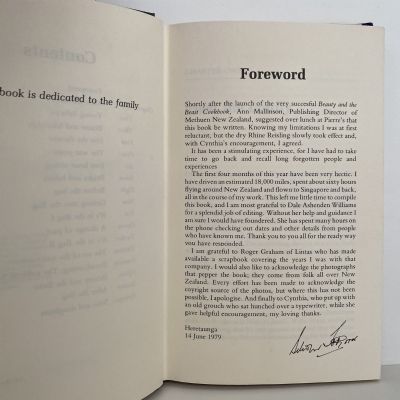 book is dedicated to the family
Foreword
Shortly after the launch of the very succesful Beauty and the
Beast Cookbook, Ann Mallinson, Publishing Director of
Methuen New Zealand, suggested over lunch at Pierre's that
this book be written. Knowing my limitations I was at first
reluctant, but the dry Rhine Reisling slowly took effect and,
with Cynthia's encouragement, I agreed.
It has been a stimulating experience, for I have had to take
time to go back and recall long forgotten people and
experiences
The first four months of this year have been very hectic. I
have driven an estimated 18,000 miles, spent about sixty hours
flying around New Zealand and flown to Singapore and back,
all in the course of my work. This left me little time to compile
this book, and I am most grateful to Dale Ashenden Williams
for a splendid job of editing. Without her help and guidance I
am sure I would have foundered. She has spent many hours on
the phone checking out dates and other details from people
who have known me. Thank you to you all for the ready way
you have responded.
I am grateful to Roger Graham of Lintas who has made
available a scrapbook covering the years I was with that
company. I would also like to acknowledge the photographs
that pepper the book; they come from folk all over New
Zealand. Every effort has been made to acknowledge the
copyright source of the photos, but where this has not been
possible, I apologise. And finally to Cynthia, who put up with
an old grouch who sat hunched over a typewriter, while she
gave helpful encouragement, my loving thanks.
Heretaunga
14 June 1979